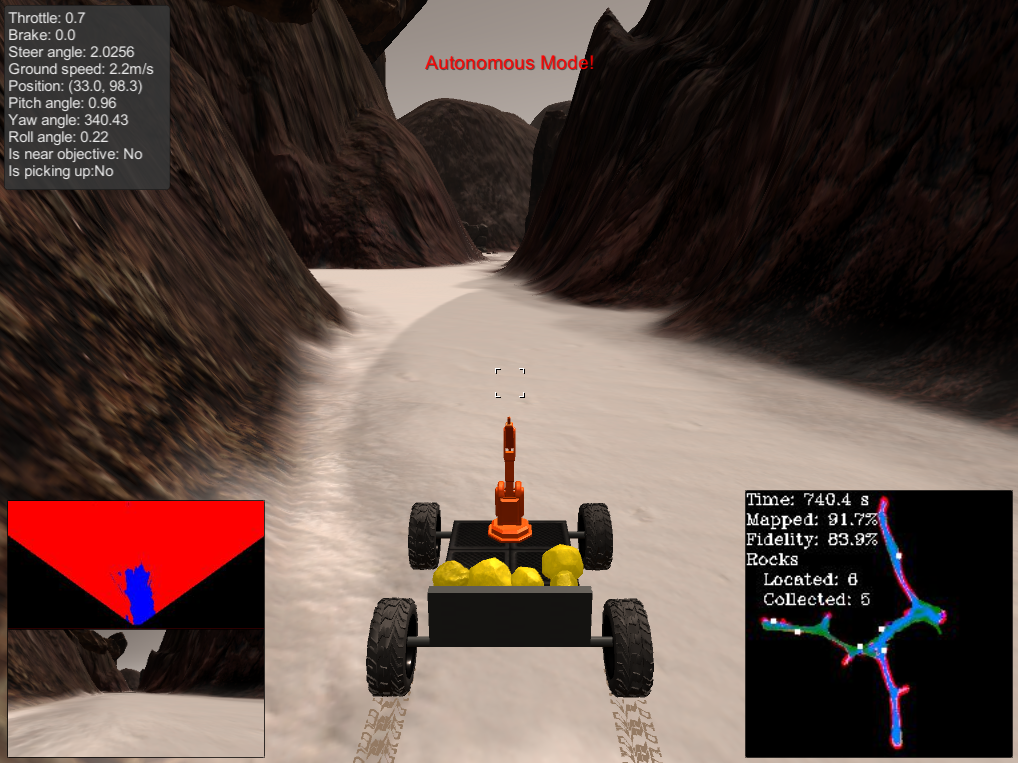 Throttle: 0.7
Brake: 0.0
Steer angle: 2.0256
Ground speed: 2.2m/s
Position: (33.0, 98.3)
Pitch angle: 0.96
Yaw angle: 340.43
Roll angle: 0.22
Is near objective: No
Is picking up:No
Autonomous Mode!
Time: 740.4 s
Mapped: 91.7%
Fidelity: 83.9%
Rocks
Located: 6
Collected: 5